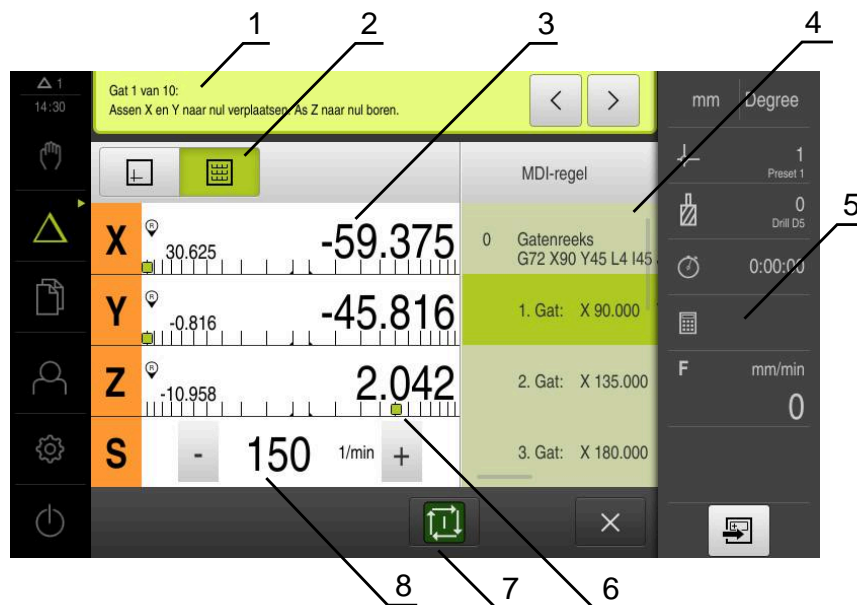 1 2 3 4
△ 1
14:30
Gat 1 van 10:
Assen X en Y naar nul verplaatsen. As Z naar nul boren.
< >
mm Degree
MDI-regel
1
Preset 1
X R 30.625 -59.375
0 Gatenreeks
G72 X90 Y45 L4 I45
0
Drill D5
5
0:00:00
Y R -0.816 -45.816
1. Gat: X 90.000
Z R -10.958 2.042
2. Gat: X 135.000
F mm/min
0
S - 150 1/min +
3. Gat: X 180.000
8 7 6